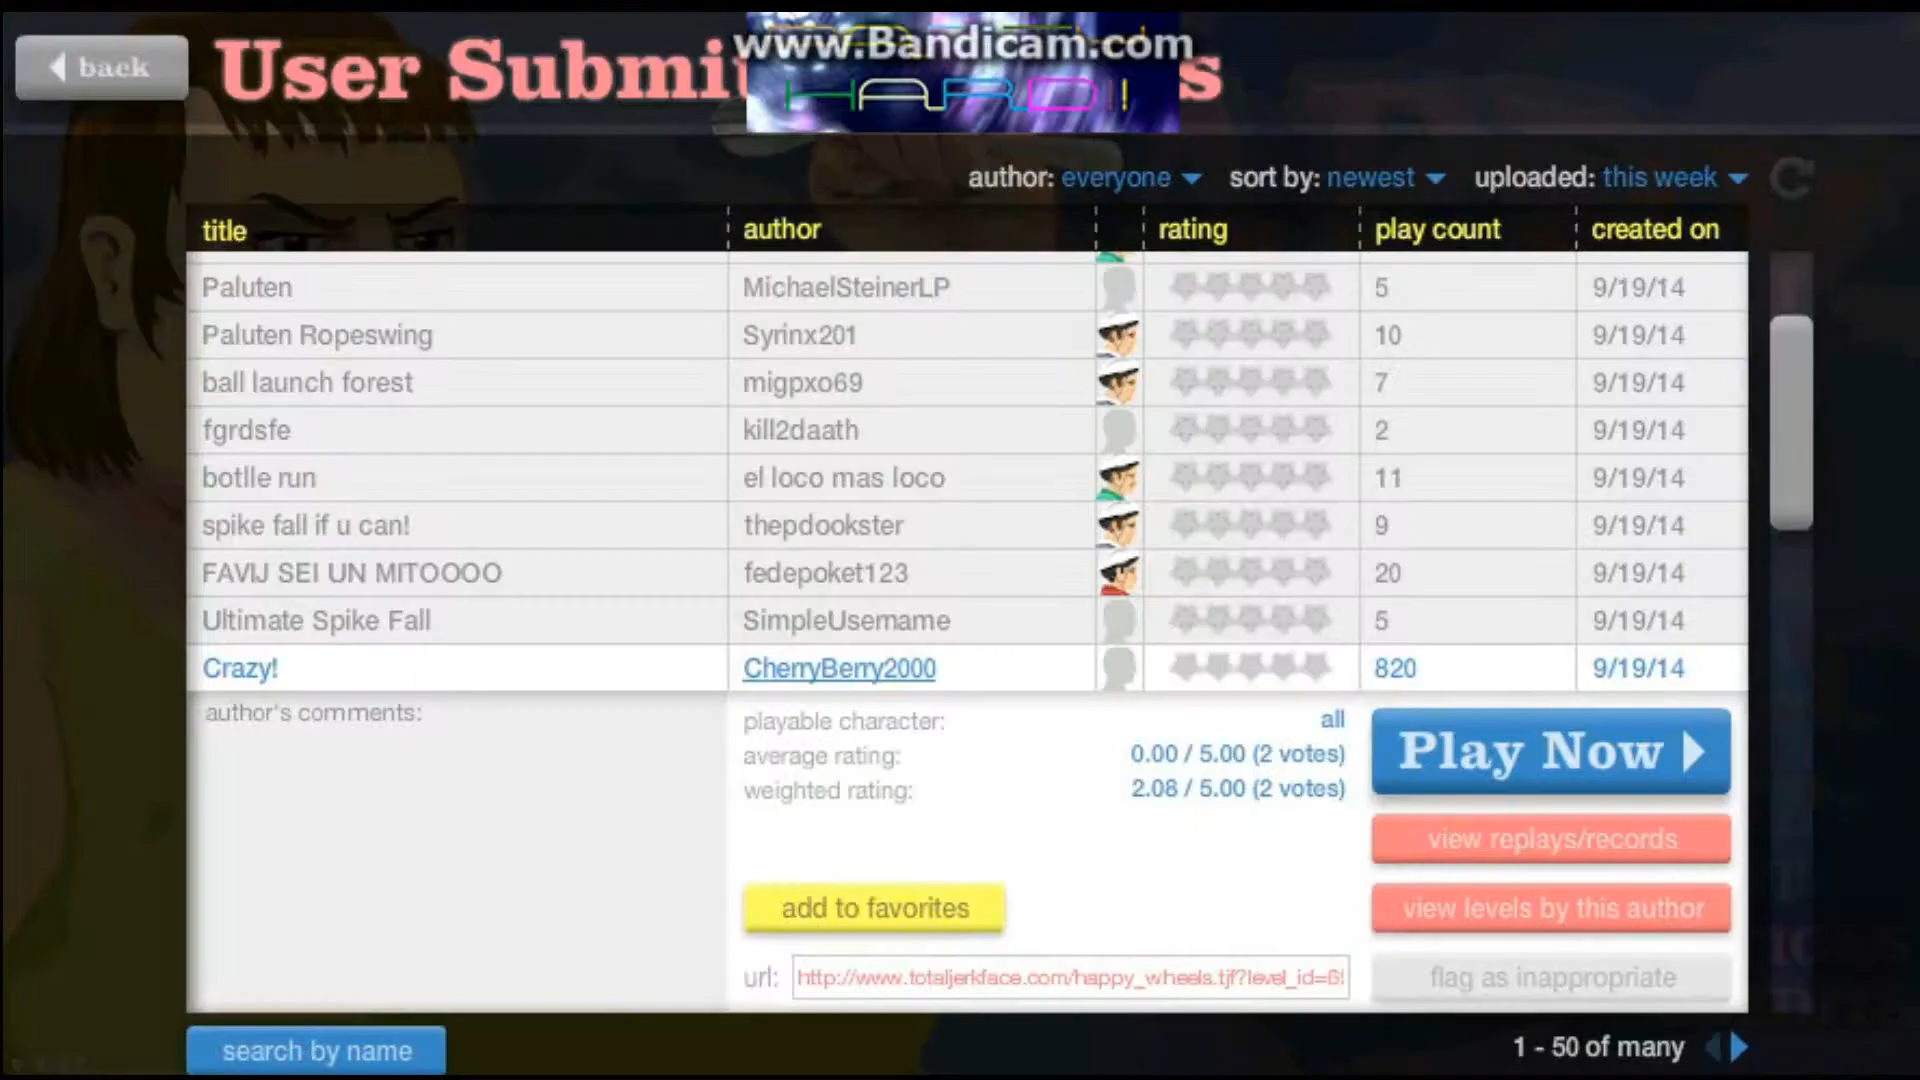 back
User Submi
www.Bandicam.com
s
HARD!
author: everyone sort by: newest uploaded: this week
title author rating play count created on
Paluten MichaelSteinerLP 5 9/19/14
Paluten Ropeswing Syrinx201 10 9/19/14
ball launch forest migpxo69 7 9/19/14
fgrdsfe kill2daath 2 9/19/14
botlle run el loco mas loco 11 9/19/14
spike fall if u can! thepdookster 9 9/19/14
FAVIJ SEI UN MITOOOO fedepoket123 20 9/19/14
Ultimate Spike Fall SimpleUsername 5 9/19/14
Crazy! CherryBerry2000 820 9/19/14
author's comments:
playable character: all
average rating: 0.00 / 5.00 (2 votes)
weighted rating: 2.08 / 5.00 (2 votes)
Play Now
view replays/records
add to favorites
view levels by this author
url: http://www.totaljerkface.com/happy_wheels.tjf?level_id=6
flag as inappropriate
search by name
1 - 50 of many